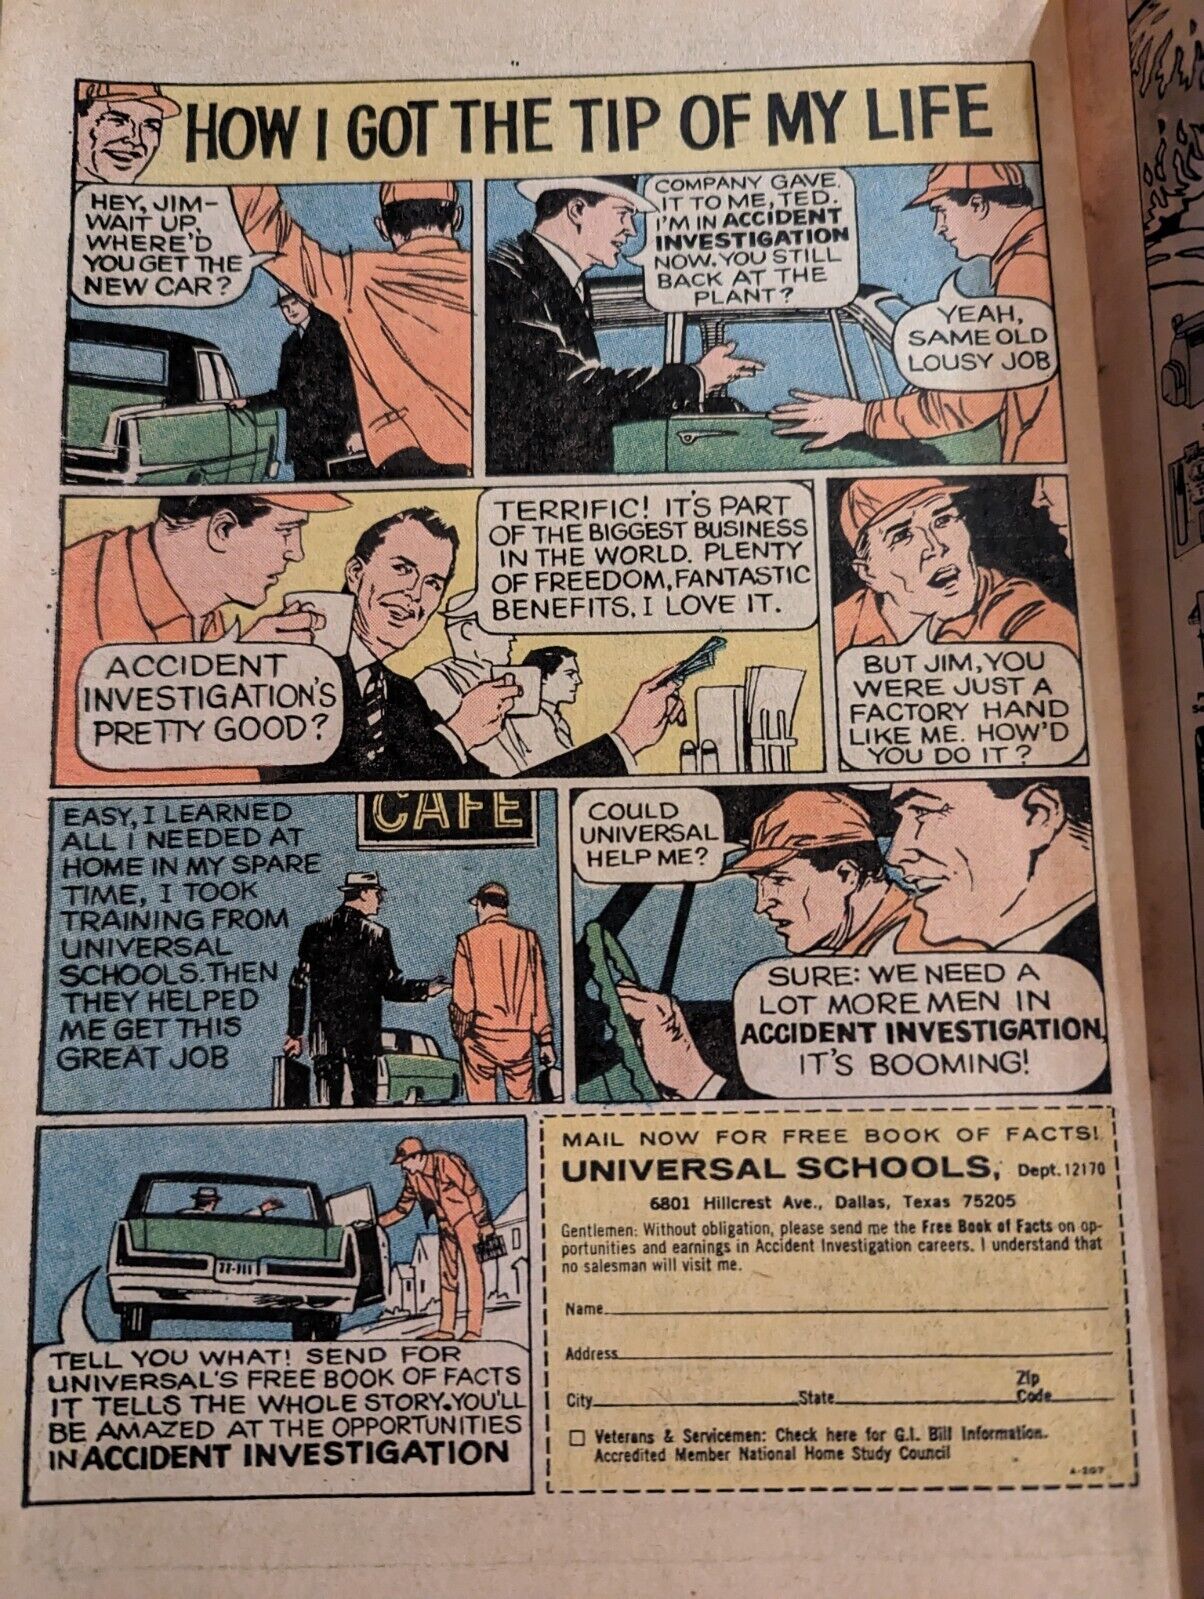 HOW I GOT THE TIP OF MY LIFE
HEY, JIM-
WAIT UP,
WHERE'D
YOU GET THE
NEW CAR?
COMPANY GAVE
IT TO ME, TED.
I'M IN ACCIDENT
INVESTIGATION
NOW. YOU STILL
BACK AT THE
PLANT?
YEAH,
SAME OLD
LOUSY JOB
ACCIDENT
INVESTIGATION'S
PRETTY GOOD?
TERRIFIC! IT'S PART
OF THE BIGGEST BUSINESS
IN THE WORLD. PLENTY
OF FREEDOM, FANTASTIC
BENEFITS. I LOVE IT.
BUT JIM, YOU
WERE JUST A
FACTORY HAND
LIKE ME. HOW'D
YOU DO IT?
EASY, I LEARNED
ALL I NEEDED AT
HOME IN MY SPARE
TIME, I TOOK
TRAINING FROM
UNIVERSAL
SCHOOLS. THEN
THEY HELPED
ME GET THIS
GREAT JOB
CAFE
COULD
UNIVERSAL
HELP ME?
SURE: WE NEED A
LOT MORE MEN IN
ACCIDENT INVESTIGATION,
IT'S BOOMING!
77-111
TELL YOU WHAT! SEND FOR
UNIVERSAL'S FREE BOOK OF FACTS
IT TELLS THE WHOLE STORY. YOU'LL
BE AMAZED AT THE OPPORTUNITIES
IN ACCIDENT INVESTIGATION
MAIL NOW FOR FREE BOOK OF FACTS!
UNIVERSAL SCHOOLS, Dept. 12170
6801 Hillcrest Ave., Dallas, Texas 75205
Gentlemen: Without obligation, please send me the Free Book of Facts on op-
portunities and earnings in Accident Investigation careers. I understand that
no salesman will visit me.
Name
Address
City State Zip Code
Veterans & Servicemen: Check here for G.I. Bill Information.
Accredited Member National Home Study Council